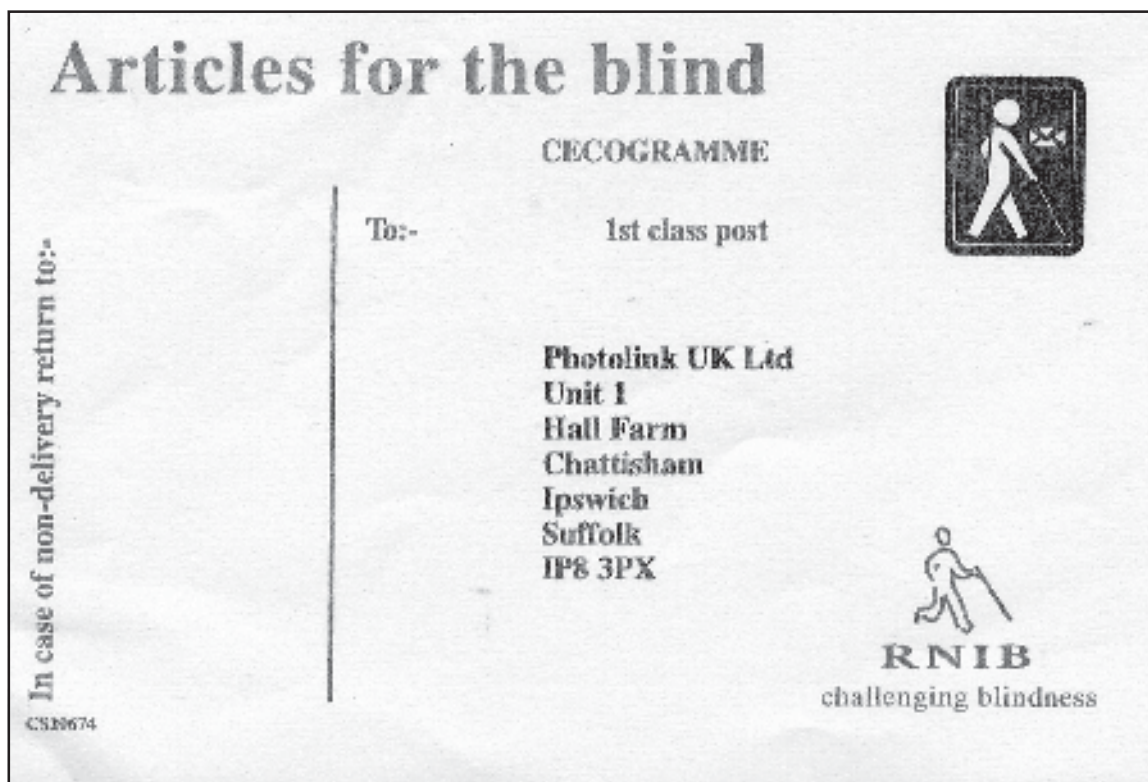 Articles for the blind
CECOGRAMME
To:- 1st class post
Photolink UK Ltd
Unit 1
Hall Farm
Chattisham
Ipswich
Suffolk
IP8 3PX
In case of non-delivery return to:-
RNIB
challenging blindness